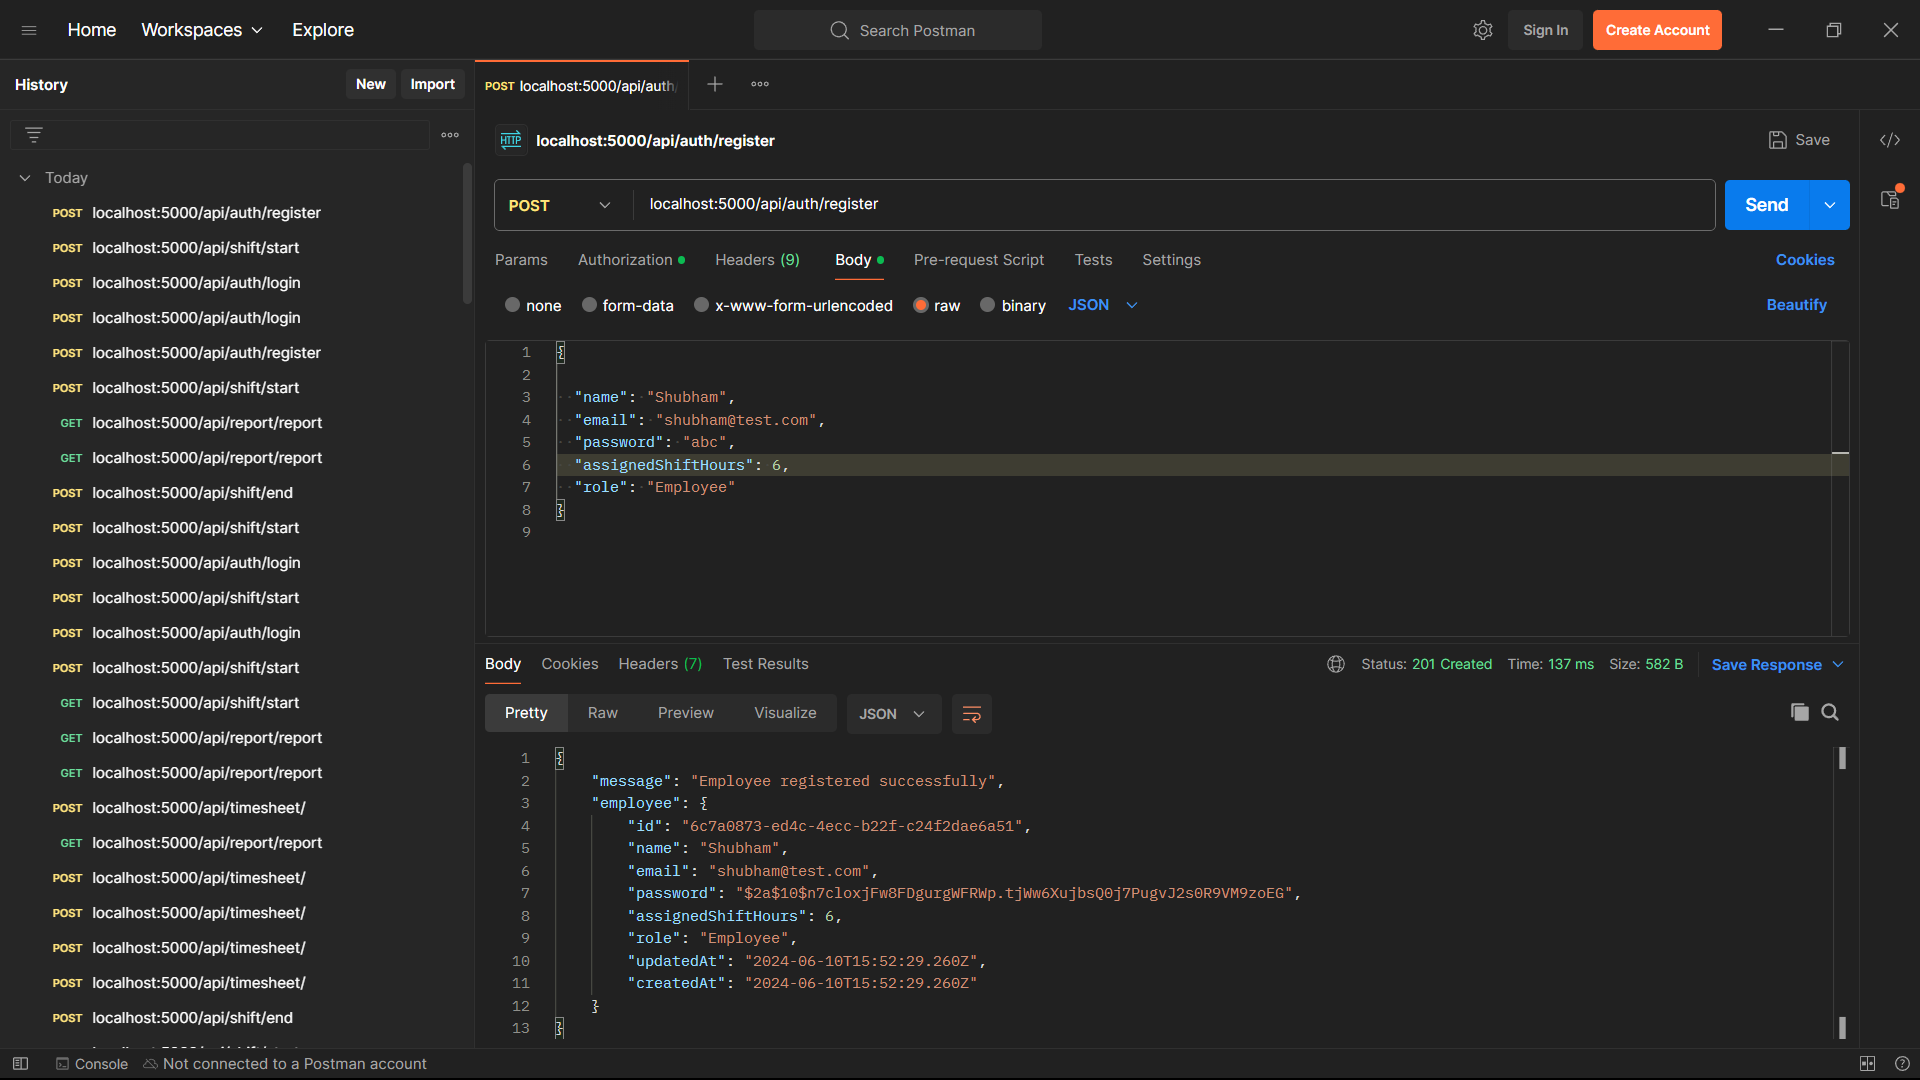 Home Workspaces Explore Search Postman Sign In Create Account
History New Import
POST localhost:5000/api/auth
HTTP localhost:5000/api/auth/register Save
Today
POST localhost:5000/api/auth/register
POST localhost:5000/api/shift/start
POST localhost:5000/api/auth/login
POST localhost:5000/api/auth/login
POST localhost:5000/api/auth/register
POST localhost:5000/api/shift/start
GET localhost:5000/api/report/report
GET localhost:5000/api/report/report
POST localhost:5000/api/shift/end
POST localhost:5000/api/shift/start
POST localhost:5000/api/auth/login
POST localhost:5000/api/shift/start
POST localhost:5000/api/auth/login
POST localhost:5000/api/shift/start
GET localhost:5000/api/shift/start
GET localhost:5000/api/report/report
GET localhost:5000/api/report/report
POST localhost:5000/api/timesheet/
GET localhost:5000/api/report/report
POST localhost:5000/api/timesheet/
POST localhost:5000/api/timesheet/
POST localhost:5000/api/timesheet/
POST localhost:5000/api/timesheet/
POST localhost:5000/api/shift/end
POST localhost:5000/api/auth/register Send
Params Authorization Headers (9) Body Pre-request Script Tests Settings Cookies
none form-data x-www-form-urlencoded raw binary JSON Beautify
1 {
2
3 "name": "Shubham",
4 "email": "shubham@test.com",
5 "password": "abc",
6 "assignedShiftHours": 6,
7 "role": "Employee"
8 }
9
Body Cookies Headers (7) Test Results Status: 201 Created Time: 137 ms Size: 582 B Save Response
Pretty Raw Preview Visualize JSON
1 {
2 "message": "Employee registered successfully",
3 "employee": {
4 "id": "6c7a0873-ed4c-4ecc-b22f-c24f2dae6a51",
5 "name": "Shubham",
6 "email": "shubham@test.com",
7 "password": "$2a$10$n7cloxjFw8FDgurgWFRWp.tjWw6XujbsQ0j7PugvJ2s0R9VM9zoEG",
8 "assignedShiftHours": 6,
9 "role": "Employee",
10 "updatedAt": "2024-06-10T15:52:29.260Z",
11 "createdAt": "2024-06-10T15:52:29.260Z"
12 }
13 }
Console Not connected to a Postman account